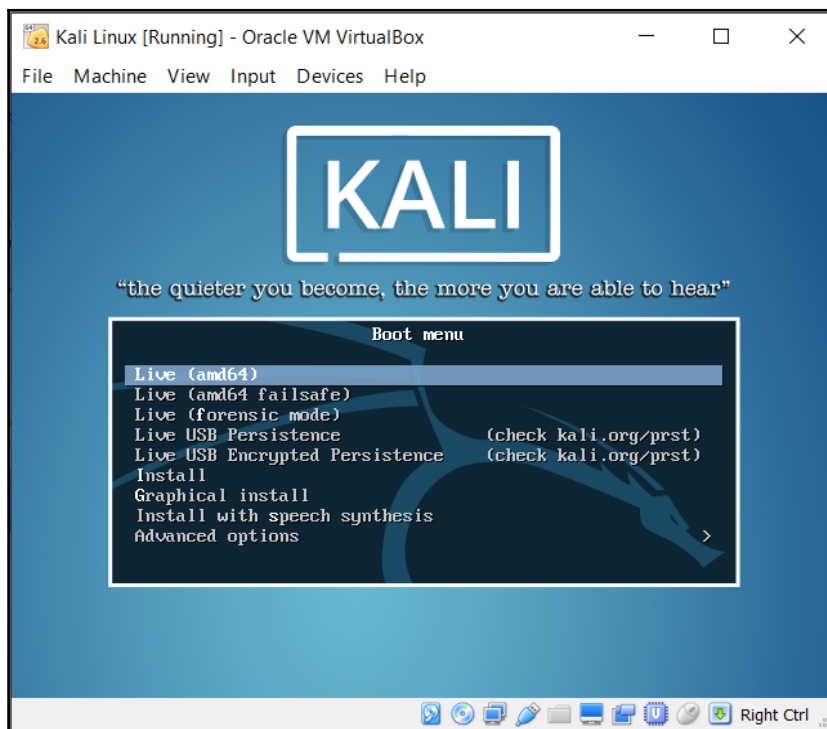 Kali Linux [Running] - Oracle VM VirtualBox
File Machine View Input Devices Help
KALI
“the quieter you become, the more you are able to hear”
Boot menu
Live (amd64)
Live (amd64 failsafe)
Live (forensic mode)
Live USB Persistence (check kali.org/prst)
Live USB Encrypted Persistence (check kali.org/prst)
Install
Graphical install
Install with speech synthesis
Advanced options >
Right Ctrl